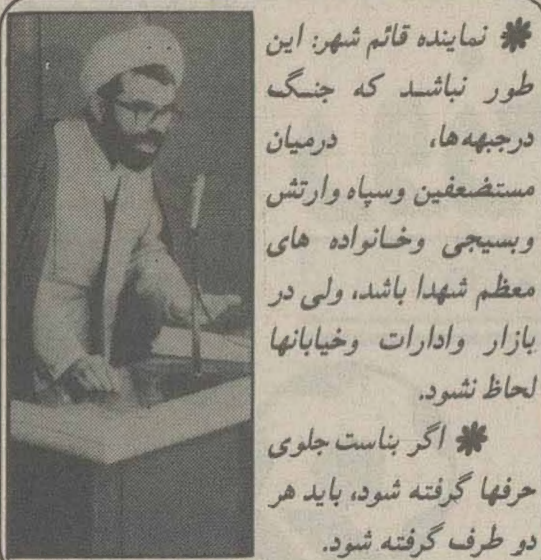 ✱ نماینده قائم شهر: این
طور نباشد که جنگ
درجبهه‌ها، درمیان
مستضعفین وسپاه وارتش
وبسیجی وخانواده های
معظم شهدا باشد، ولی در
بازار وادارات وخیابانها
لحاظ نشود.
✱ اگر بناست جلوی
حرفها گرفته شود، باید هر
دو طرف گرفته شود.